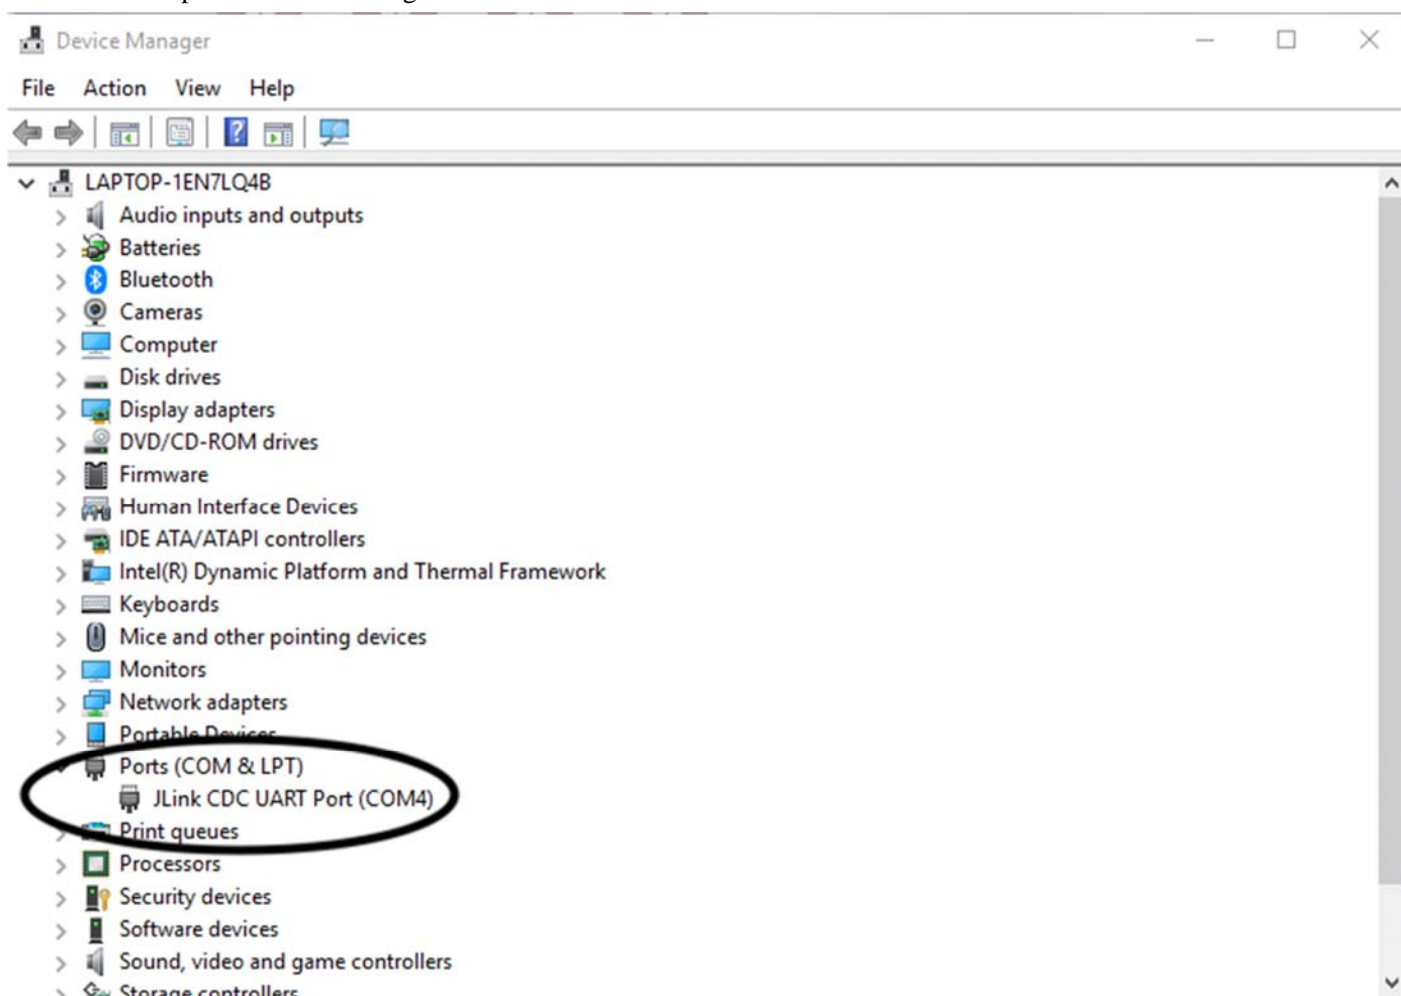 Device Manager
File Action View Help
LAPTOP-1EN7LQ4B
Audio inputs and outputs
Batteries
Bluetooth
Cameras
Computer
Disk drives
Display adapters
DVD/CD-ROM drives
Firmware
Human Interface Devices
IDE ATA/ATAPI controllers
Intel(R) Dynamic Platform and Thermal Framework
Keyboards
Mice and other pointing devices
Monitors
Network adapters
Portable Devices
Ports (COM & LPT)
JLink CDC UART Port (COM4)
Print queues
Processors
Security devices
Software devices
Sound, video and game controllers
Storage controllers